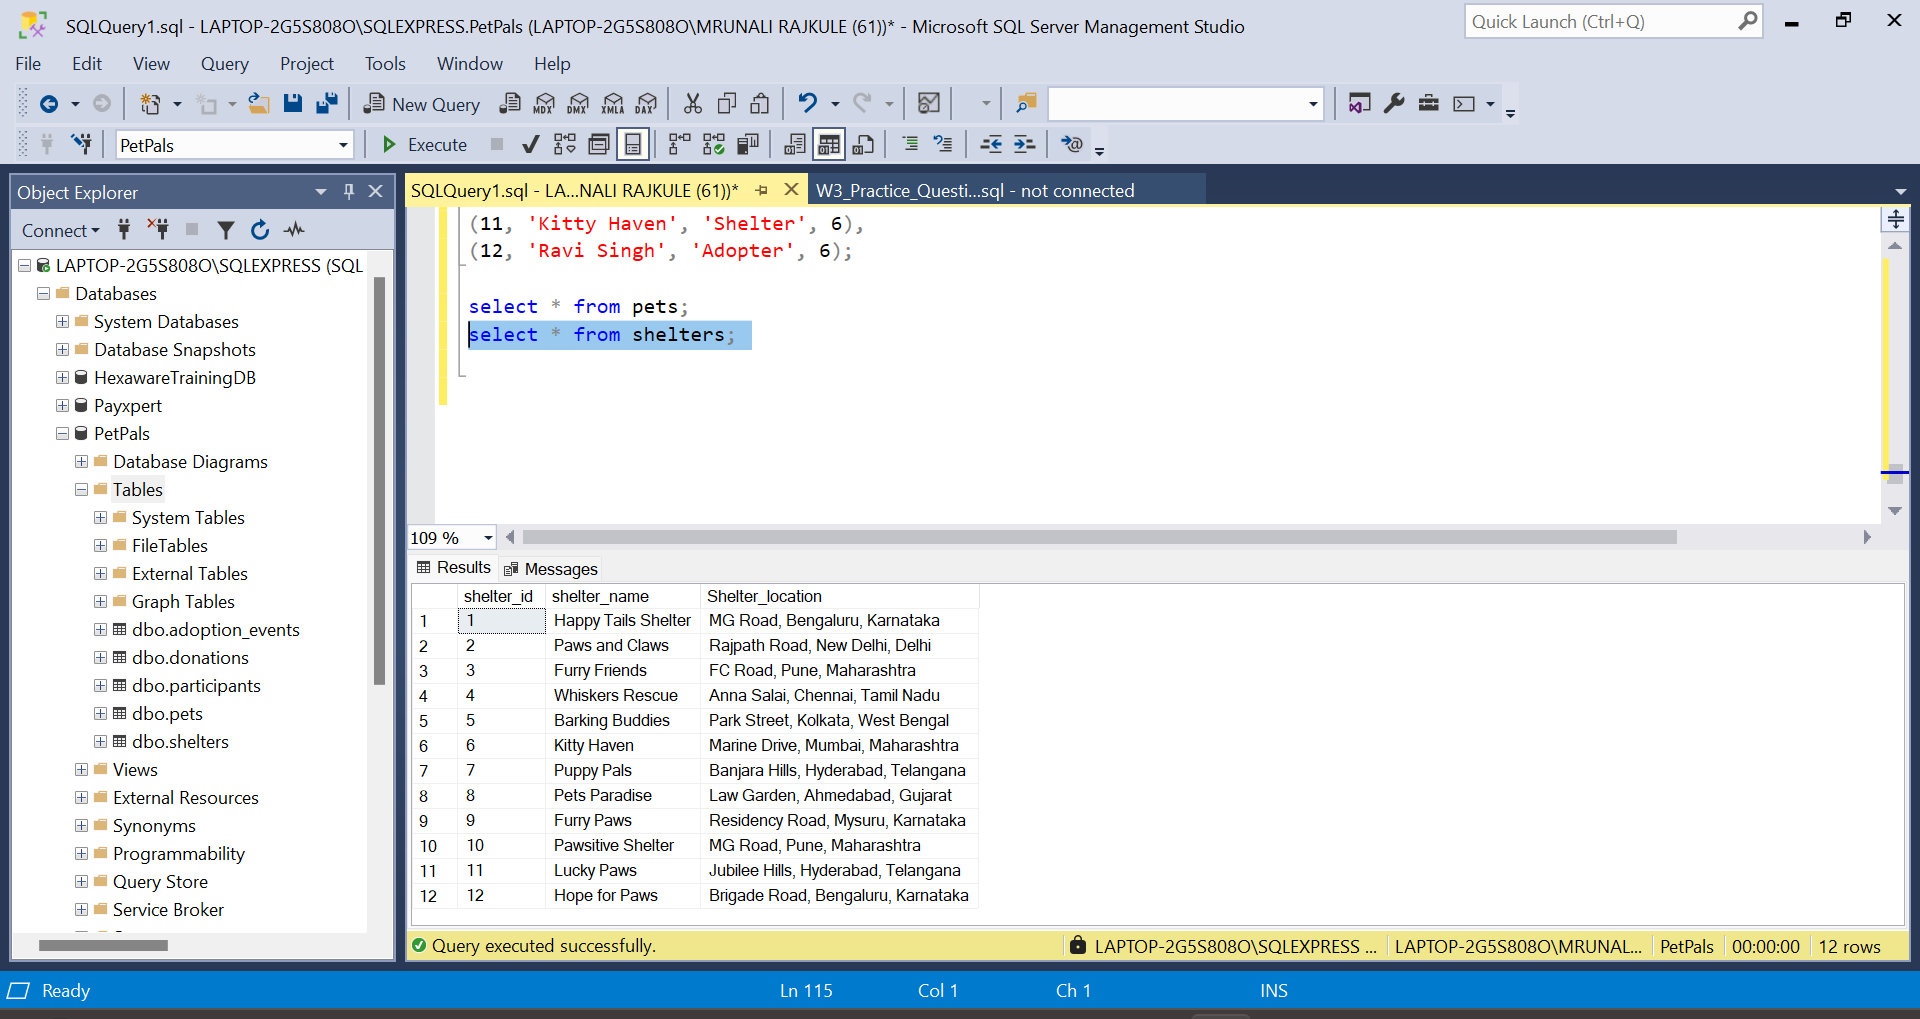 SQLQuery1.sql - LAPTOP-2G5S808O\SQLEXPRESS.PetPals (LAPTOP-2G5S808O\MRUNALI RAJKULE (61))* - Microsoft SQL Server Management Studio
Quick Launch (Ctrl+Q)
File Edit View Query Project Tools Window Help
New Query MDX DMX XMLA DAX
PetPals Execute
Object Explorer
Connect
LAPTOP-2G5S808O\SQLEXPRESS (SQL
Databases
System Databases
Database Snapshots
HexawareTrainingDB
Payxpert
PetPals
Database Diagrams
Tables
System Tables
FileTables
External Tables
Graph Tables
dbo.adoption_events
dbo.donations
dbo.participants
dbo.pets
dbo.shelters
Views
External Resources
Synonyms
Programmability
Query Store
Service Broker
SQLQuery1.sql - LA...NALI RAJKULE (61))* W3_Practice_Questi...sql - not connected
(11, 'Kitty Haven', 'Shelter', 6),
(12, 'Ravi Singh', 'Adopter', 6);
select * from pets;
select * from shelters;
109 %
Results Messages
shelter_id shelter_name Shelter_location
1 1 Happy Tails Shelter MG Road, Bengaluru, Karnataka
2 2 Paws and Claws Rajpath Road, New Delhi, Delhi
3 3 Furry Friends FC Road, Pune, Maharashtra
4 4 Whiskers Rescue Anna Salai, Chennai, Tamil Nadu
5 5 Barking Buddies Park Street, Kolkata, West Bengal
6 6 Kitty Haven Marine Drive, Mumbai, Maharashtra
7 7 Puppy Pals Banjara Hills, Hyderabad, Telangana
8 8 Pets Paradise Law Garden, Ahmedabad, Gujarat
9 9 Furry Paws Residency Road, Mysuru, Karnataka
10 10 Pawsitive Shelter MG Road, Pune, Maharashtra
11 11 Lucky Paws Jubilee Hills, Hyderabad, Telangana
12 12 Hope for Paws Brigade Road, Bengaluru, Karnataka
Query executed successfully. LAPTOP-2G5S808O\SQLEXPRESS ... LAPTOP-2G5S808O\MRUNAL... PetPals 00:00:00 12 rows
Ready Ln 115 Col 1 Ch 1 INS